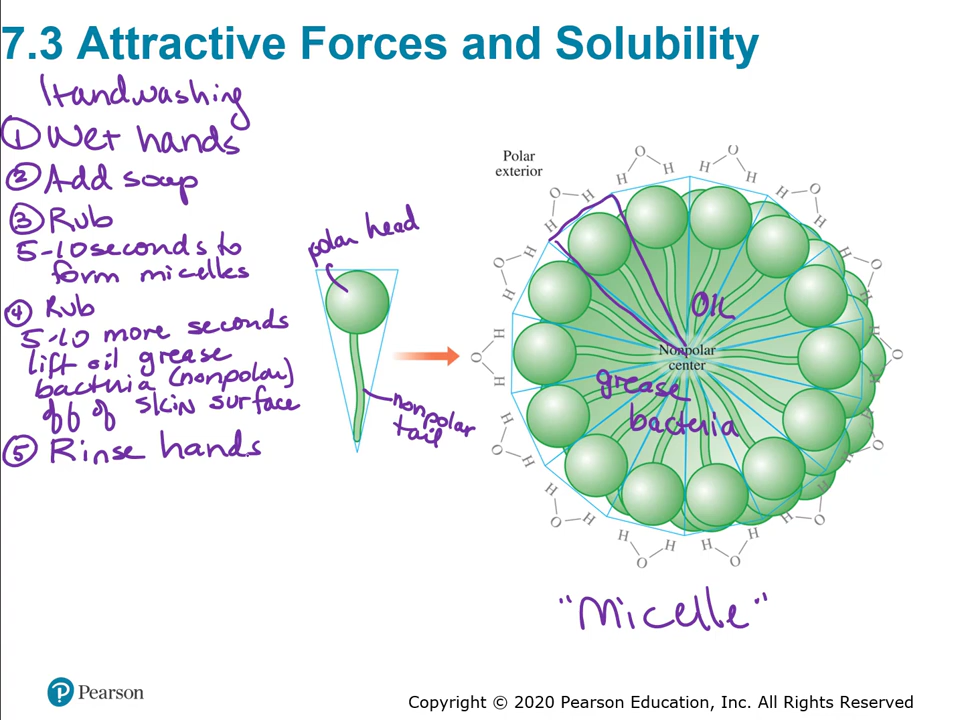 7.3 Attractive Forces and Solubility
Handwashing
① Wet hands
② Add soap
③ Rub
5-10 seconds to
form micelles
④ Rub
5-10 more seconds
lift oil grease
bacteria (nonpolar)
off of skin surface
⑤ Rinse hands
polar head
nonpolar
tail
Polar
exterior
O
H H
O
H H
O
H H
O
H H
O
H H
O
H H
O
H H
O
H H
O
H H
O
H H
O
H H
O
H H
O
H H
O
H H
Oil
Nonpolar
center
grease
bacteria
"Micelle"
P Pearson
Copyright © 2020 Pearson Education, Inc. All Rights Reserved